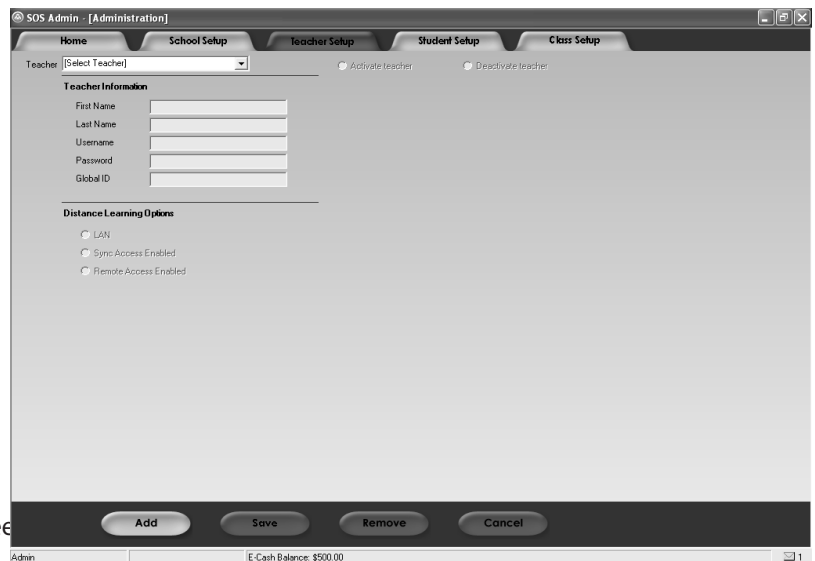 SOS Admin - [Administration]
Home School Setup Teacher Setup Student Setup Class Setup
Teacher [Select Teacher] Activate teacher Deactivate teacher
Teacher Information
First Name
Last Name
Username
Password
Global ID
Distance Learning Options
LAN
Sync Access Enabled
Remote Access Enabled
Add Save Remove Cancel
Admin E-Cash Balance: $500.00 1